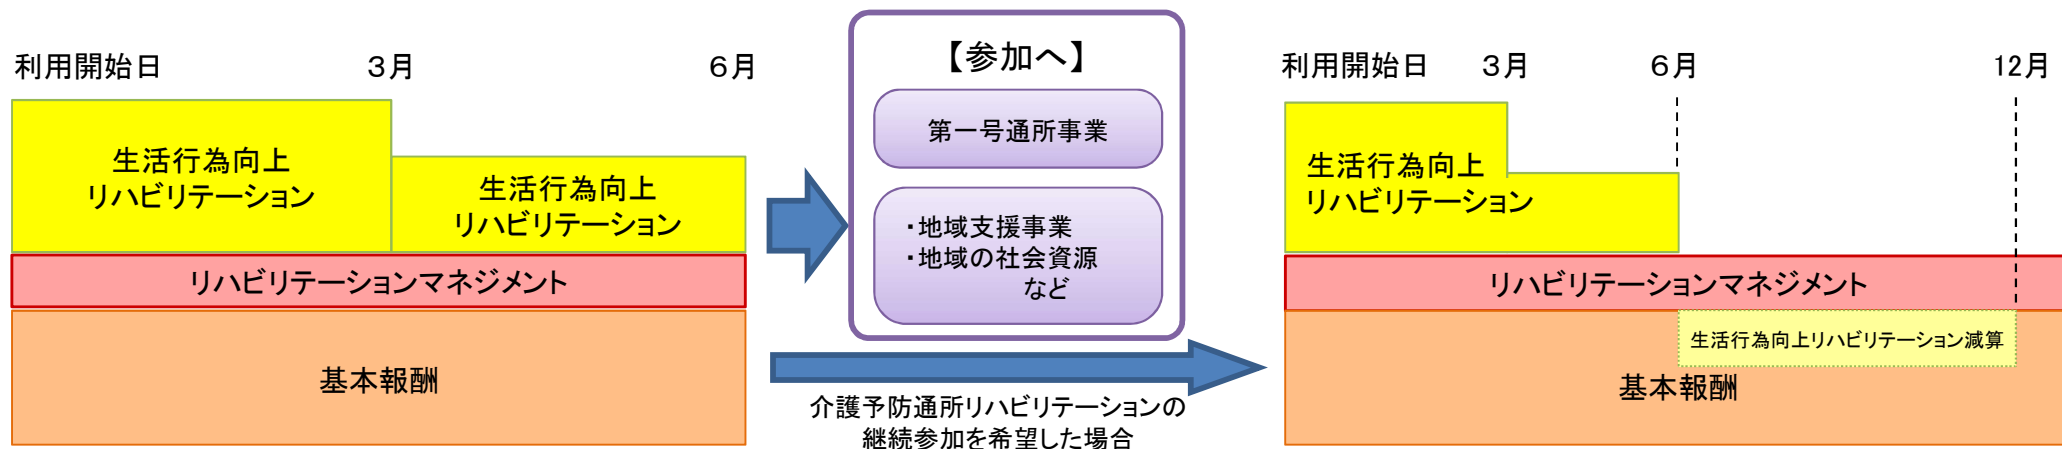 利用開始日
3月
6月
生活行為向上
リハビリテーション
生活行為向上
リハビリテーション
リハビリテーションマネジメント
基本報酬
【参加へ】
第一号通所事業
・地域支援事業
・地域の社会資源
など
介護予防通所リハビリテーションの
継続参加を希望した場合
利用開始日
3月
6月
12月
生活行為向上
リハビリテーション
リハビリテーションマネジメント
生活行為向上リハビリテーション減算
基本報酬